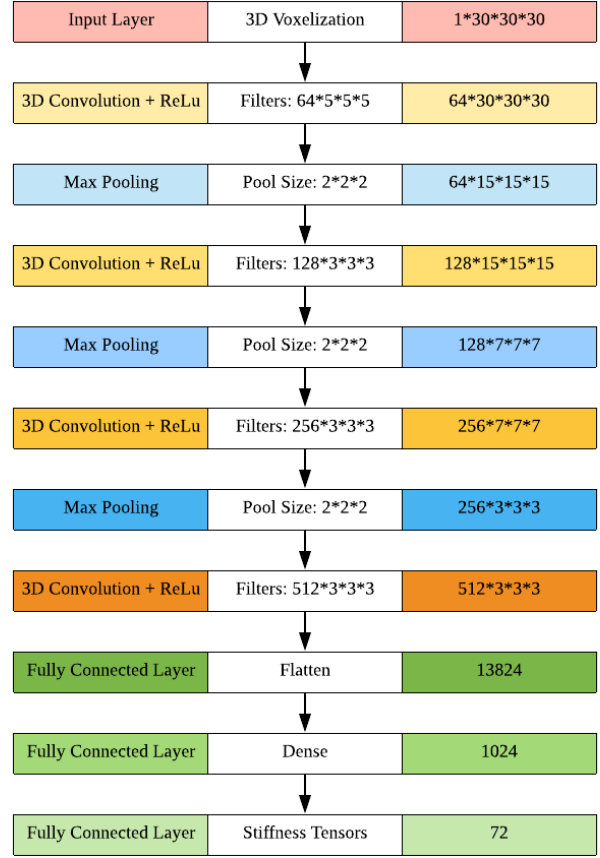 Input Layer 3D Voxelization 1*30*30*30
3D Convolution + ReLu Filters: 64*5*5*5 64*30*30*30
Max Pooling Pool Size: 2*2*2 64*15*15*15
3D Convolution + ReLu Filters: 128*3*3*3 128*15*15*15
Max Pooling Pool Size: 2*2*2 128*7*7*7
3D Convolution + ReLu Filters: 256*3*3*3 256*7*7*7
Max Pooling Pool Size: 2*2*2 256*3*3*3
3D Convolution + ReLu Filters: 512*3*3*3 512*3*3*3
Fully Connected Layer Flatten 13824
Fully Connected Layer Dense 1024
Fully Connected Layer Stiffness Tensors 72